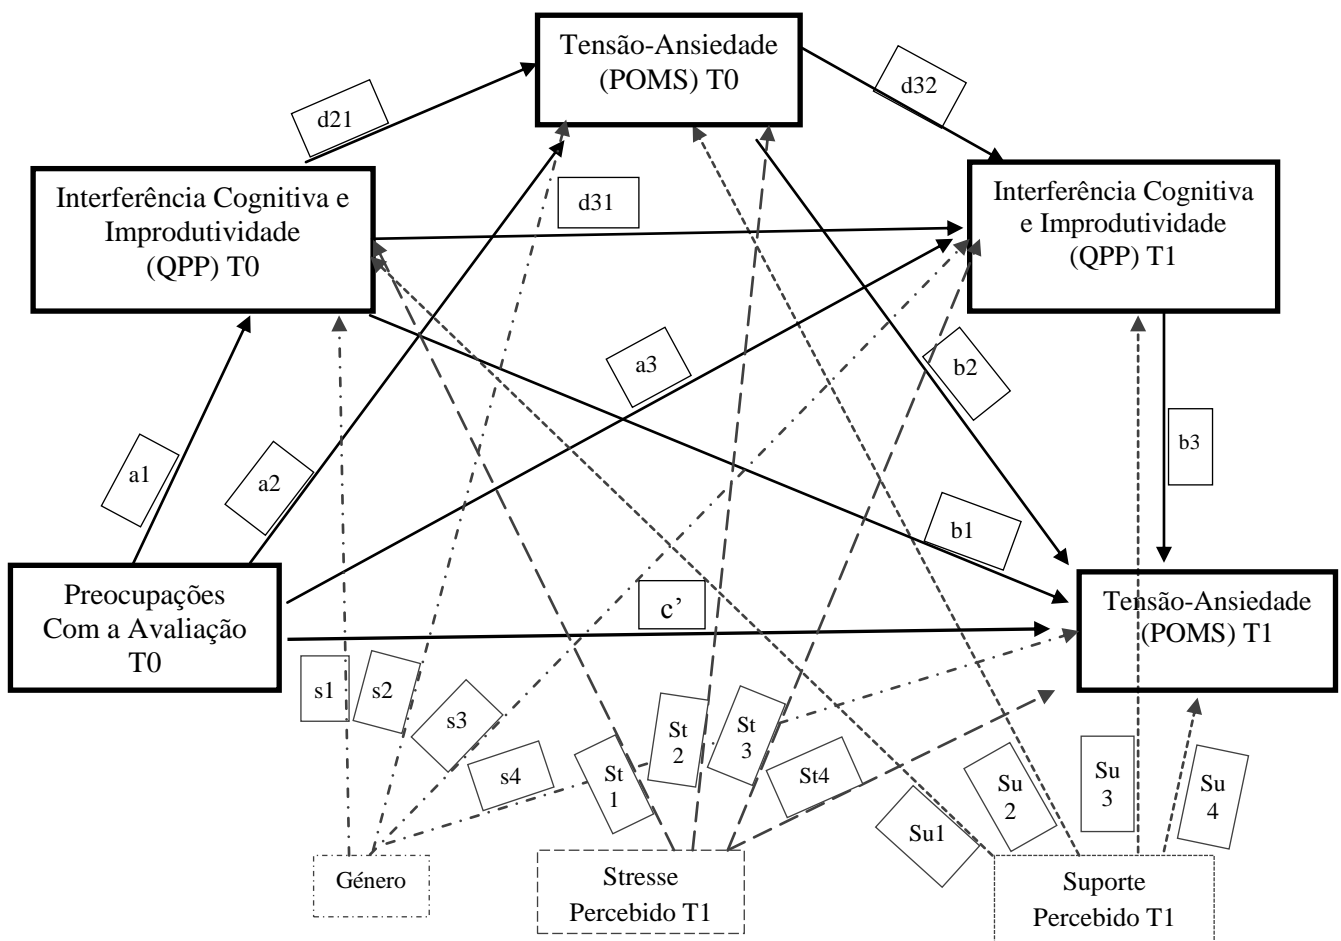 Tensão-Ansiedade
(POMS) T0
d21
d32
Interferência Cognitiva e
Improdutividade
(QPP) T0
d31
Interferência Cognitiva
e Improdutividade
(QPP) T1
a3
b2
a1
a2
b3
b1
Preocupações
Com a Avaliação
T0
c’
Tensão-Ansiedade
(POMS) T1
s1
s2
s3
s4
St
1
St
2
St
3
St4
Su1
Su
2
Su
3
Su
4
Género
Stresse
Percebido T1
Suporte
Percebido T1